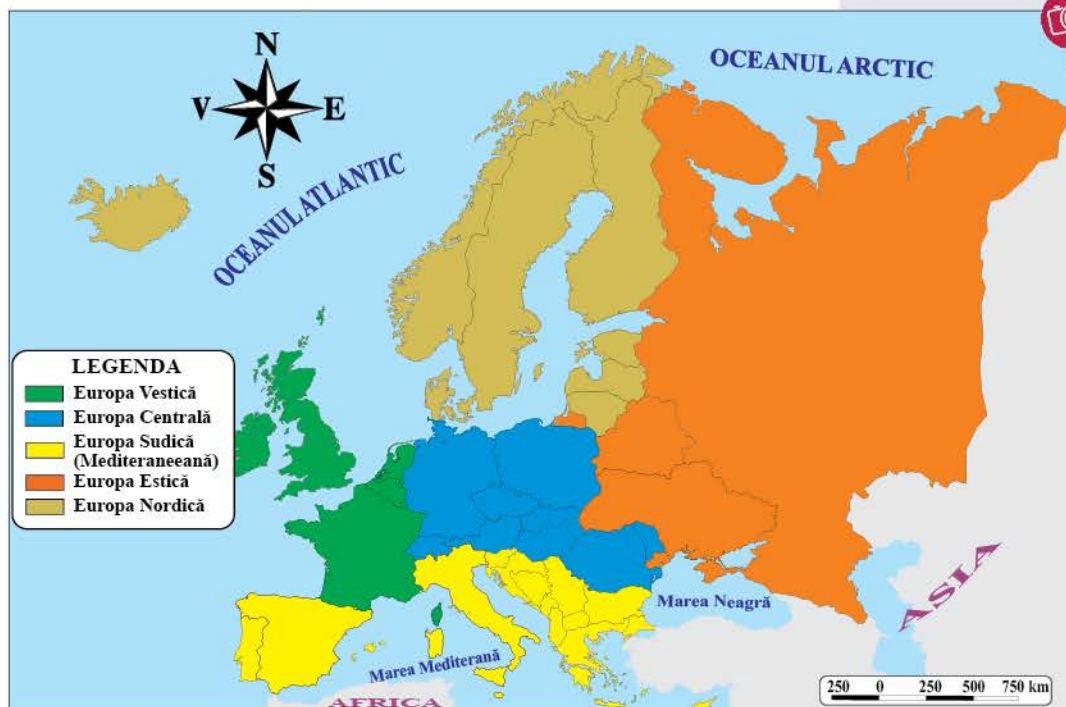 OCEANUL ARCTIC
N
V E
S
OCEANUL ATLANTIC
LEGENDA
Europa Vestică
Europa Centrală
Europa Sudică
(Mediteraneeană)
Europa Estică
Europa Nordică
Marea Neagră
ASIA
Marea Mediterană
AFRICA
250 0 250 500 750 km